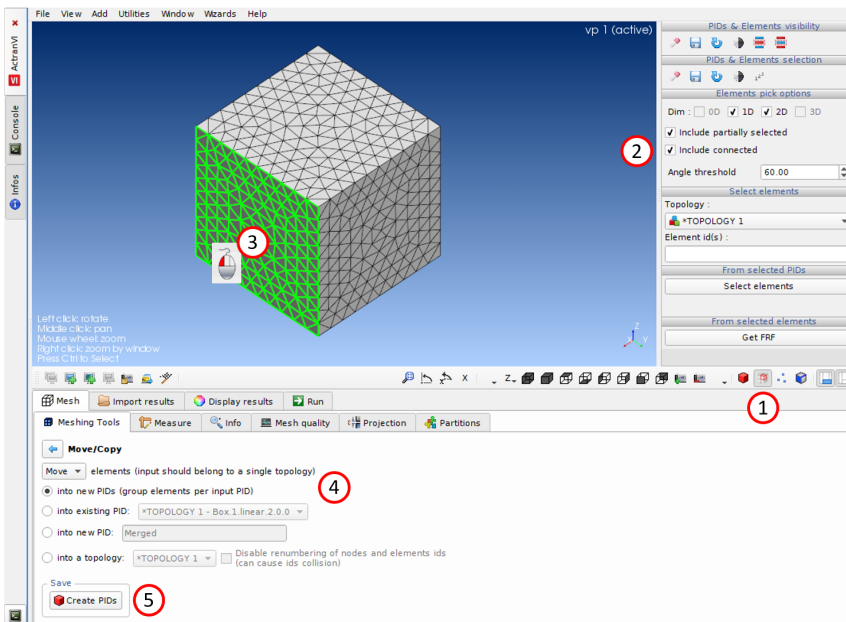 File View Add Utilities Window Wizards Help
vp 1 (active)
PIDs & Elements visibility
PIDs & Elements selection
Elements pick options
Dim : 0D 1D 2D 3D
Include partially selected
2
Include connected
Angle threshold 60.00
Select elements
Topology :
*TOPOLOGY 1
Element id(s) :
From selected PIDs
Select elements
From selected elements
Get FRF
ActranVI
VI
Console
Infos
3
Left click: rotate
Middle click: pan
Mouse wheel: zoom
Right click: zoom by window
Press Ctrl to Select
Z
X Y
X
Z-
1
Mesh Import results Display results Run
Meshing Tools Measure Info Mesh quality Projection Partitions
Move/Copy
Move elements (input should belong to a single topology)
4
into new PIDs (group elements per input PID)
into existing PID: *TOPOLOGY 1 - Box.1.linear.2.0.0
into new PID: Merged
into a topology: *TOPOLOGY 1 Disable renumbering of nodes and elements ids
(can cause ids collision)
Save
Create PIDs
5